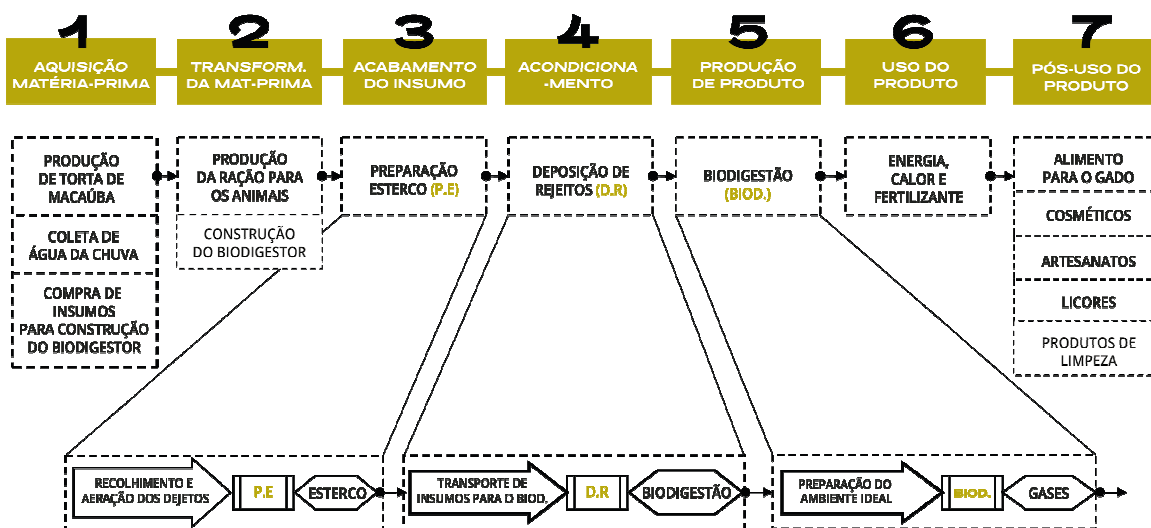 1
AQUISIÇÃO
MATÉRIA-PRIMA
2
TRANSFORM.
DA MAT-PRIMA
3
ACABAMENTO
DO INSUMO
4
ACONDICIONA
-MENTO
5
PRODUÇÃO
DE PRODUTO
6
USO DO
PRODUTO
7
PÓS-USO DO
PRODUTO
PRODUÇÃO
DE TORTA DE
MACAÚBA
COLETA DE
ÁGUA DA CHUVA
COMPRA DE
INSUMOS
PARA CONSTRUÇÃO
DO BIODIGESTOR
PRODUÇÃO
DA RAÇÃO PARA
OS ANIMAIS
CONSTRUÇÃO
DO BIODIGESTOR
PREPARAÇÃO
ESTERCO (P.E)
DEPOSIÇÃO DE
REJEITOS (D.R)
BIODIGESTÃO
(BIOD.)
ENERGIA,
CALOR E
FERTILIZANTE
ALIMENTO
PARA O GADO
COSMÉTICOS
ARTESANATOS
LICORES
PRODUTOS DE
LIMPEZA
RECOLHIMENTO E
AERAÇÃO DOS DEJETOS
P.E
ESTERCO
TRANSPORTE DE
INSUMOS PARA O BIOD.
D.R
BIODIGESTÃO
PREPARAÇÃO DO
AMBIENTE IDEAL
BIOD.
GASES